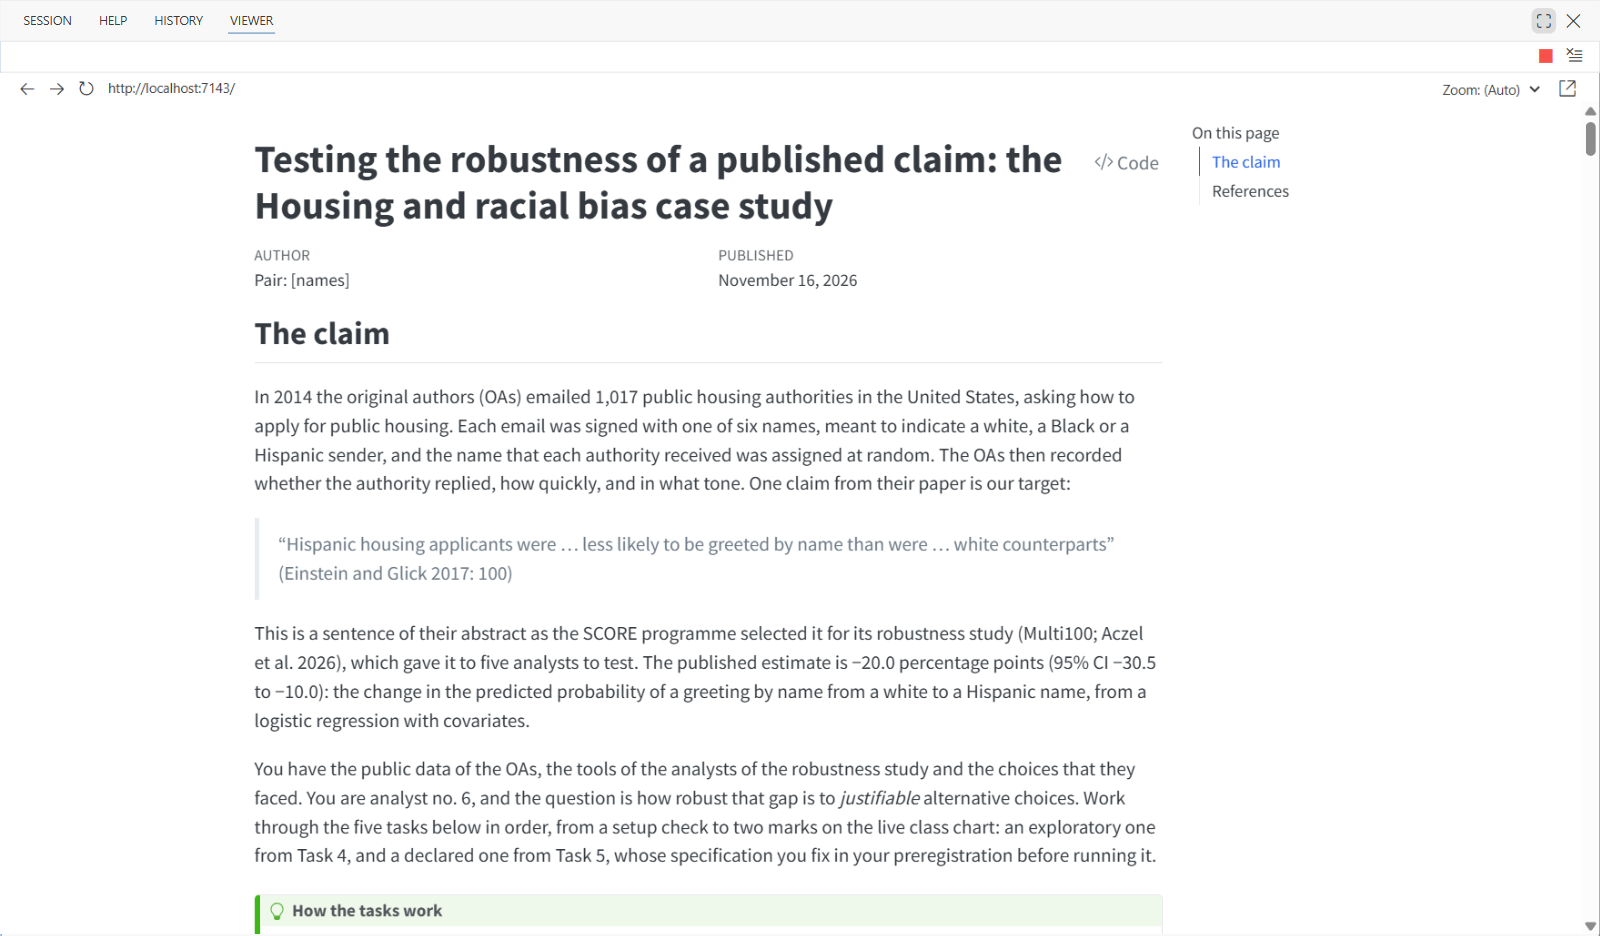 SESSION HELP HISTORY VIEWER
http://localhost:7143/
Zoom: (Auto)
Testing the robustness of a published claim: the
Housing and racial bias case study
</> Code
On this page
The claim
References
AUTHOR
Pair: [names]
PUBLISHED
November 16, 2026
The claim
In 2014 the original authors (OAs) emailed 1,017 public housing authorities in the United States, asking how to
apply for public housing. Each email was signed with one of six names, meant to indicate a white, a Black or a
Hispanic sender, and the name that each authority received was assigned at random. The OAs then recorded
whether the authority replied, how quickly, and in what tone. One claim from their paper is our target:
“Hispanic housing applicants were … less likely to be greeted by name than were … white counterparts”
(Einstein and Glick 2017: 100)
This is a sentence of their abstract as the SCORE programme selected it for its robustness study (Multi100; Aczel
et al. 2026), which gave it to five analysts to test. The published estimate is −20.0 percentage points (95% CI −30.5
to −10.0): the change in the predicted probability of a greeting by name from a white to a Hispanic name, from a
logistic regression with covariates.
You have the public data of the OAs, the tools of the analysts of the robustness study and the choices that they
faced. You are analyst no. 6, and the question is how robust that gap is to justifiable alternative choices. Work
through the five tasks below in order, from a setup check to two marks on the live class chart: an exploratory one
from Task 4, and a declared one from Task 5, whose specification you fix in your preregistration before running it.
How the tasks work